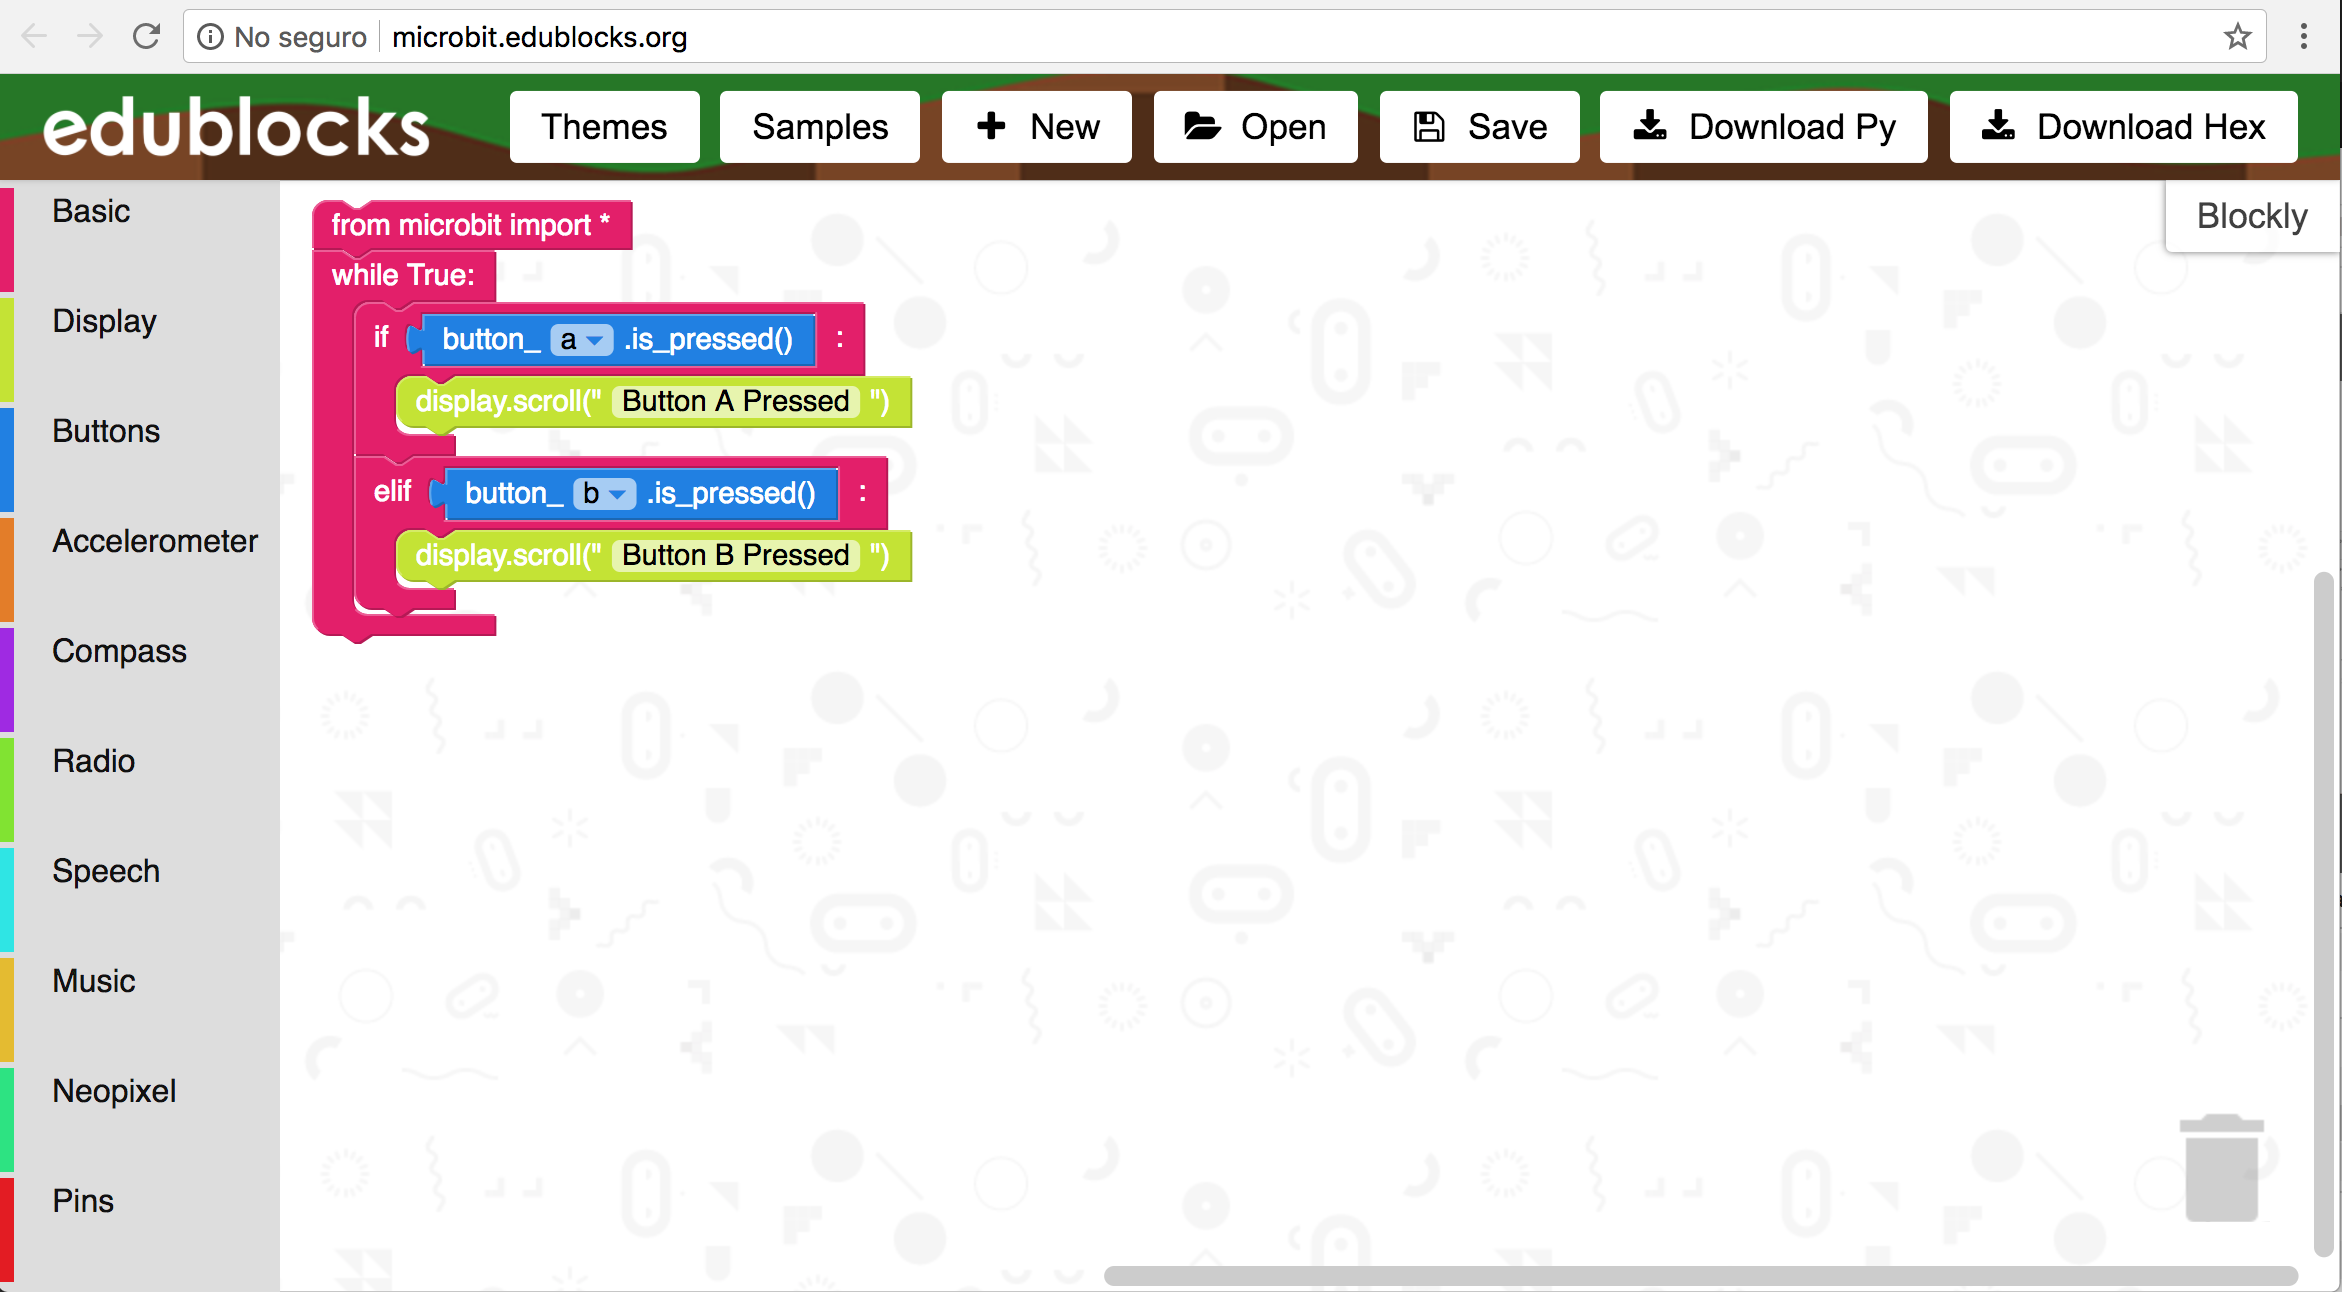 No seguro microbit.edublocks.org
edublocks Themes Samples New Open Save Download Py Download Hex
Blockly
Basic
Display
Buttons
Accelerometer
Compass
Radio
Speech
Music
Neopixel
Pins
from microbit import *
while True:
if button_ a .is_pressed() :
display.scroll(" Button A Pressed ")
elif button_ b .is_pressed() :
display.scroll(" Button B Pressed ")